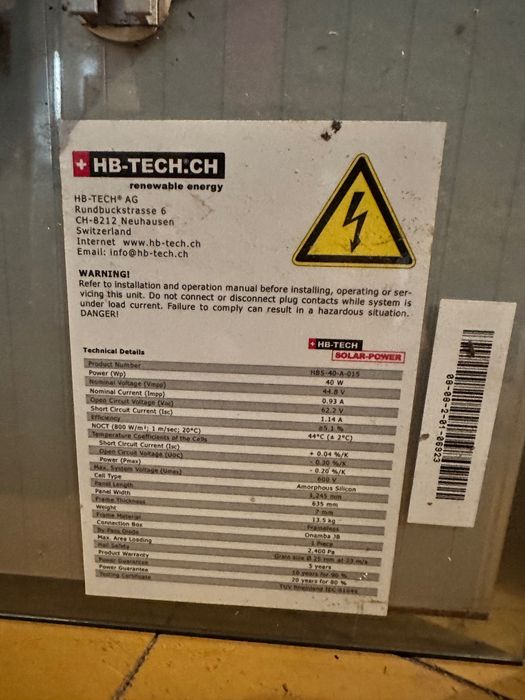 HB-TECH.CH
renewable energy
HB-TECH® AG
Rundbuckstrasse 6
CH-8212 Neuhausen
Switzerland
Internet www.hb-tech.ch
Email: info@hb-tech.ch
WARNING!
Refer to installation and operation manual before installing, operating or ser-
vicing this unit. Do not connect or disconnect plug contacts while system is
under load current. Failure to comply can result in a hazardous situation.
DANGER!
HB-TECH
Technical Details
SOLAR-POWER
Product Number HBS-40-A-015
Power (Wp) 40 W
Nominal Voltage (Vmpp) 44.8 V
Nominal Current (Impp) 0.93 A
Open Circuit Voltage (Voc) 62.2 V
Short Circuit Current (Isc) 1.14 A
Efficiency ≥5.1 %
NOCT (800 W/m²; 1 m/sec; 20°C) 44°C (± 2°C)
Temperature Coefficients of the Cells
Short Circuit Current (Isc) + 0.04 %/K
Open Circuit Voltage (UOC) - 0.30 %/K
Power (Pmax) - 0.20 %/K
Max. System Voltage (Umax) 600 V
Cell Type Amorphous Silicon
Panel Length 1,245 mm
Panel Width 635 mm
Frame Thickness 7 mm
Weight 13.5 kg
Frame Material Frameless
Connection Box Onamba JB
By-Pass Diode 1 Piece
Max. Area Loading 2,400 Pa
Hail Safety Grain size Ø 25 mm at 23 m/s
Product Warranty 5 years
Power Guarantee 10 years for 90 %
Power Guarantee 20 years for 80 %
Testing Certificate TUV Rheinland IEC 61646